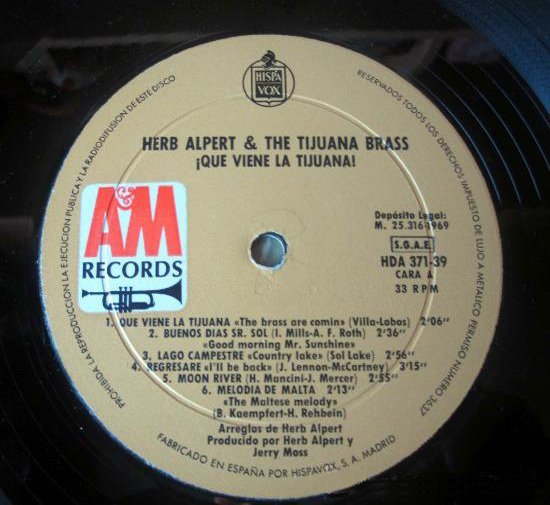 HISPA
VOX
HERB ALPERT & THE TIJUANA BRASS
¡QUE VIENE LA TIJUANA!
A&M
RECORDS
Depósito Legal:
M. 25.316-1969
S.G.A.E.
HDA 371-39
CARA A
33 RPM
1. QUE VIENE LA TIJUANA «The brass are comin» (Villa-Lobos) 2'06"
2. BUENOS DIAS SR. SOL (I. Mills-A. F. Roth) 2'36"
«Good morning Mr. Sunshine»
3. LAGO CAMPESTRE «Country lake» (Sol Lake) 2'56"
4. REGRESARE «I'll be back» (J. Lennon-McCartney) 3'15"
5. MOON RIVER (H. Mancini-J. Mercer) 2'55"
6. MELODIA DE MALTA 2'13"
«The Maltese melody»
(B. Kaempfert-H. Rehbein)
Arreglos de Herb Alpert
Producido por Herb Alpert y
Jerry Moss
PROHIBIDA LA REPRODUCCION LA EJECUCION PUBLICA Y LA RADIODIFUSION DE ESTE DISCO
RESERVADOS TODOS LOS DERECHOS IMPUESTO DE LUJO A METALICO PERMISO NUMERO 3637
FABRICADO EN ESPAÑA POR HISPAVOX, S. A. MADRID